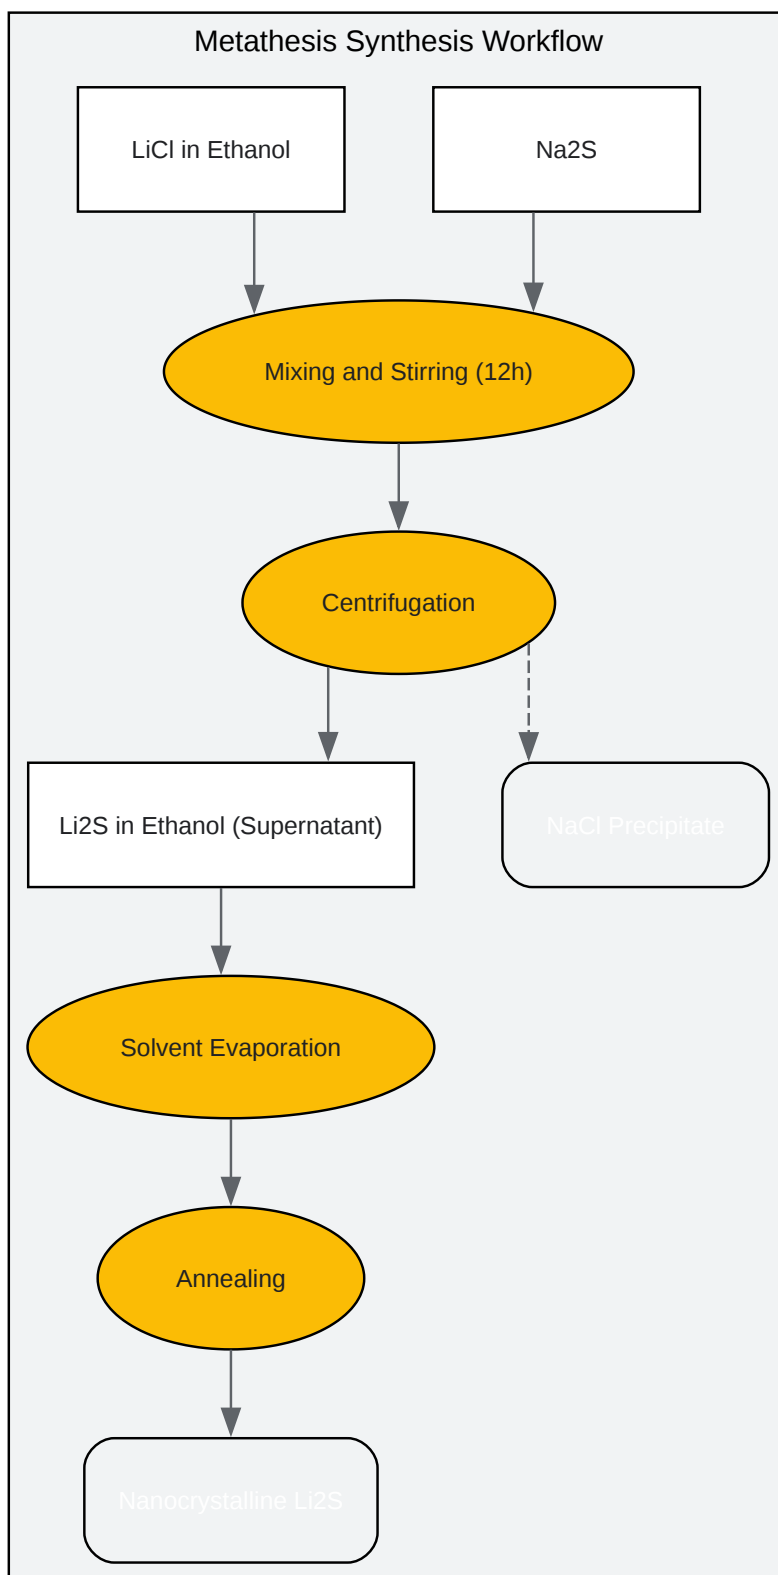 Metathesis Synthesis Workflow
LiCl in Ethanol
Na2S
Mixing and Stirring (12h)
Centrifugation
Li2S in Ethanol (Supernatant)
NaCl Precipitate
Solvent Evaporation
Annealing
Nanocrystalline Li2S